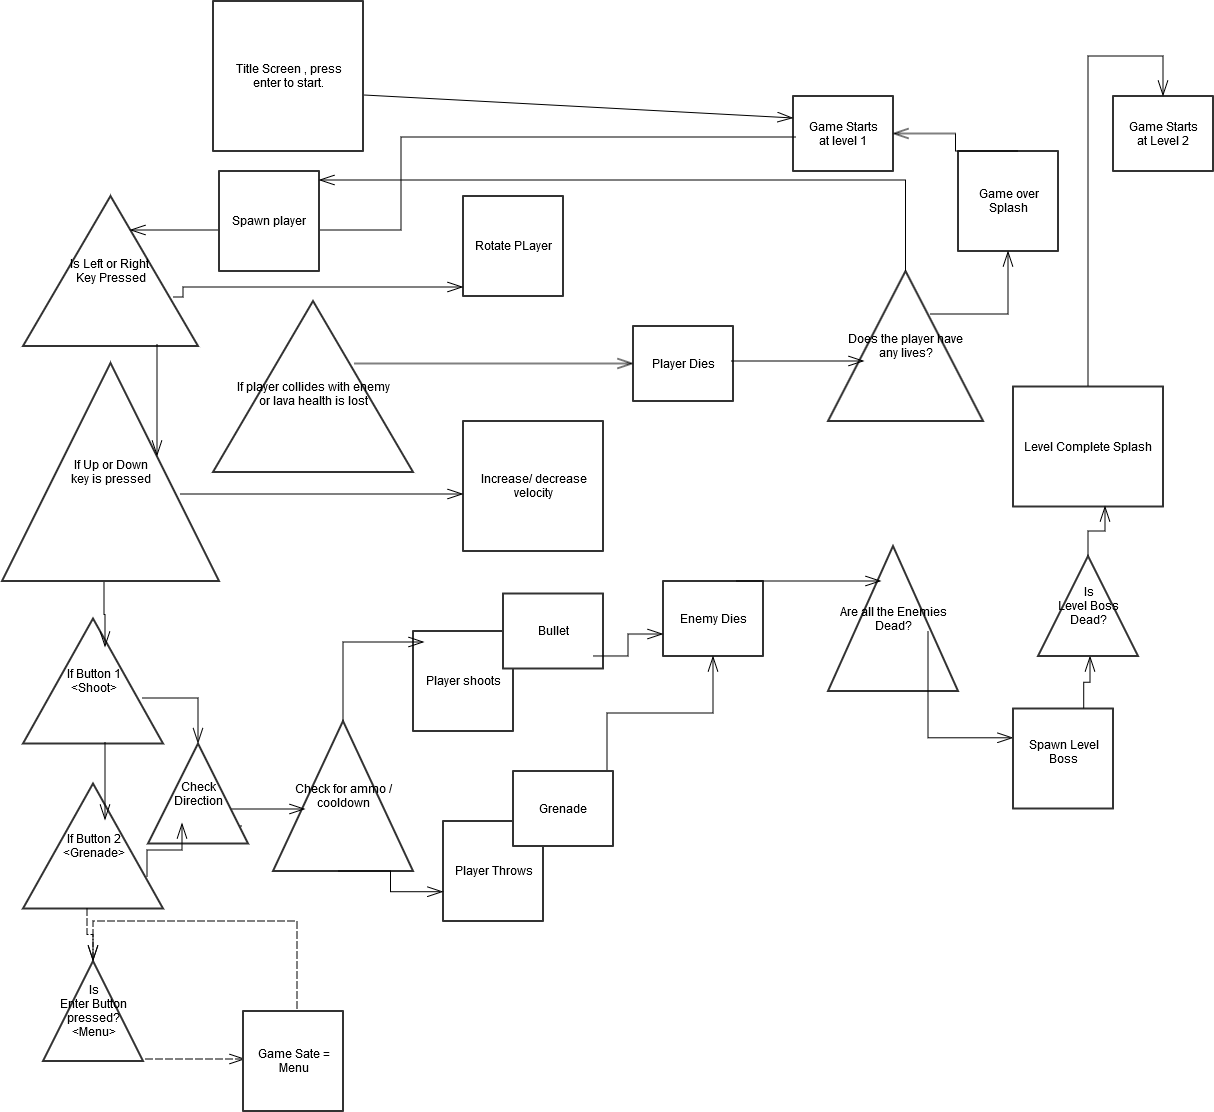 Title Screen , press
enter to start.
Game Starts
at level 1
Game Starts
at Level 2
Game over
Splash
Spawn player
Rotate PLayer
Is Left or Right
Key Pressed
Does the player have
any lives?
Player Dies
If player collides with enemy
or lava health is lost
Level Complete Splash
If Up or Down
key is pressed
Increase/ decrease
velocity
Is
Level Boss
Dead?
Are all the Enemies
Dead?
Enemy Dies
Bullet
Player shoots
If Button 1
<Shoot>
Spawn Level
Boss
Check
Direction
Check for ammo /
cooldown
Grenade
If Button 2
<Grenade>
Player Throws
Is
Enter Button
pressed?
<Menu>
Game Sate =
Menu